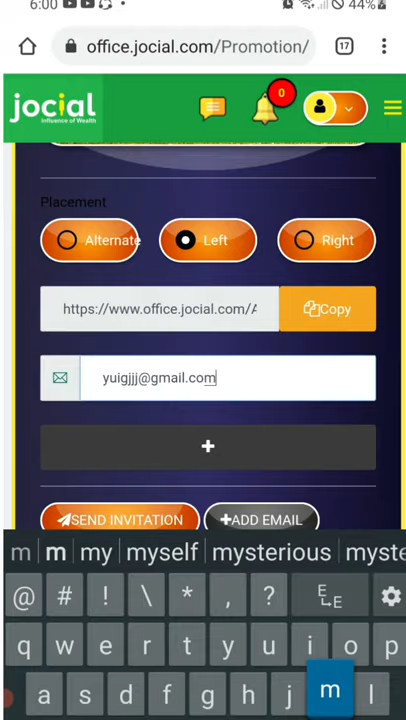 6:00 44%
office.jocial.com/Promotion/ 17
jocial
Influence of Wealth
0
Placement
Alternate Left Right
https://www.office.jocial.com/A Copy
yuigjjj@gmail.com
+
SEND INVITATION +ADD EMAIL
m m my myself mysterious myste
@ # ! \ * , ? E E
q w e r t y u i o p
a s d f g h j m l